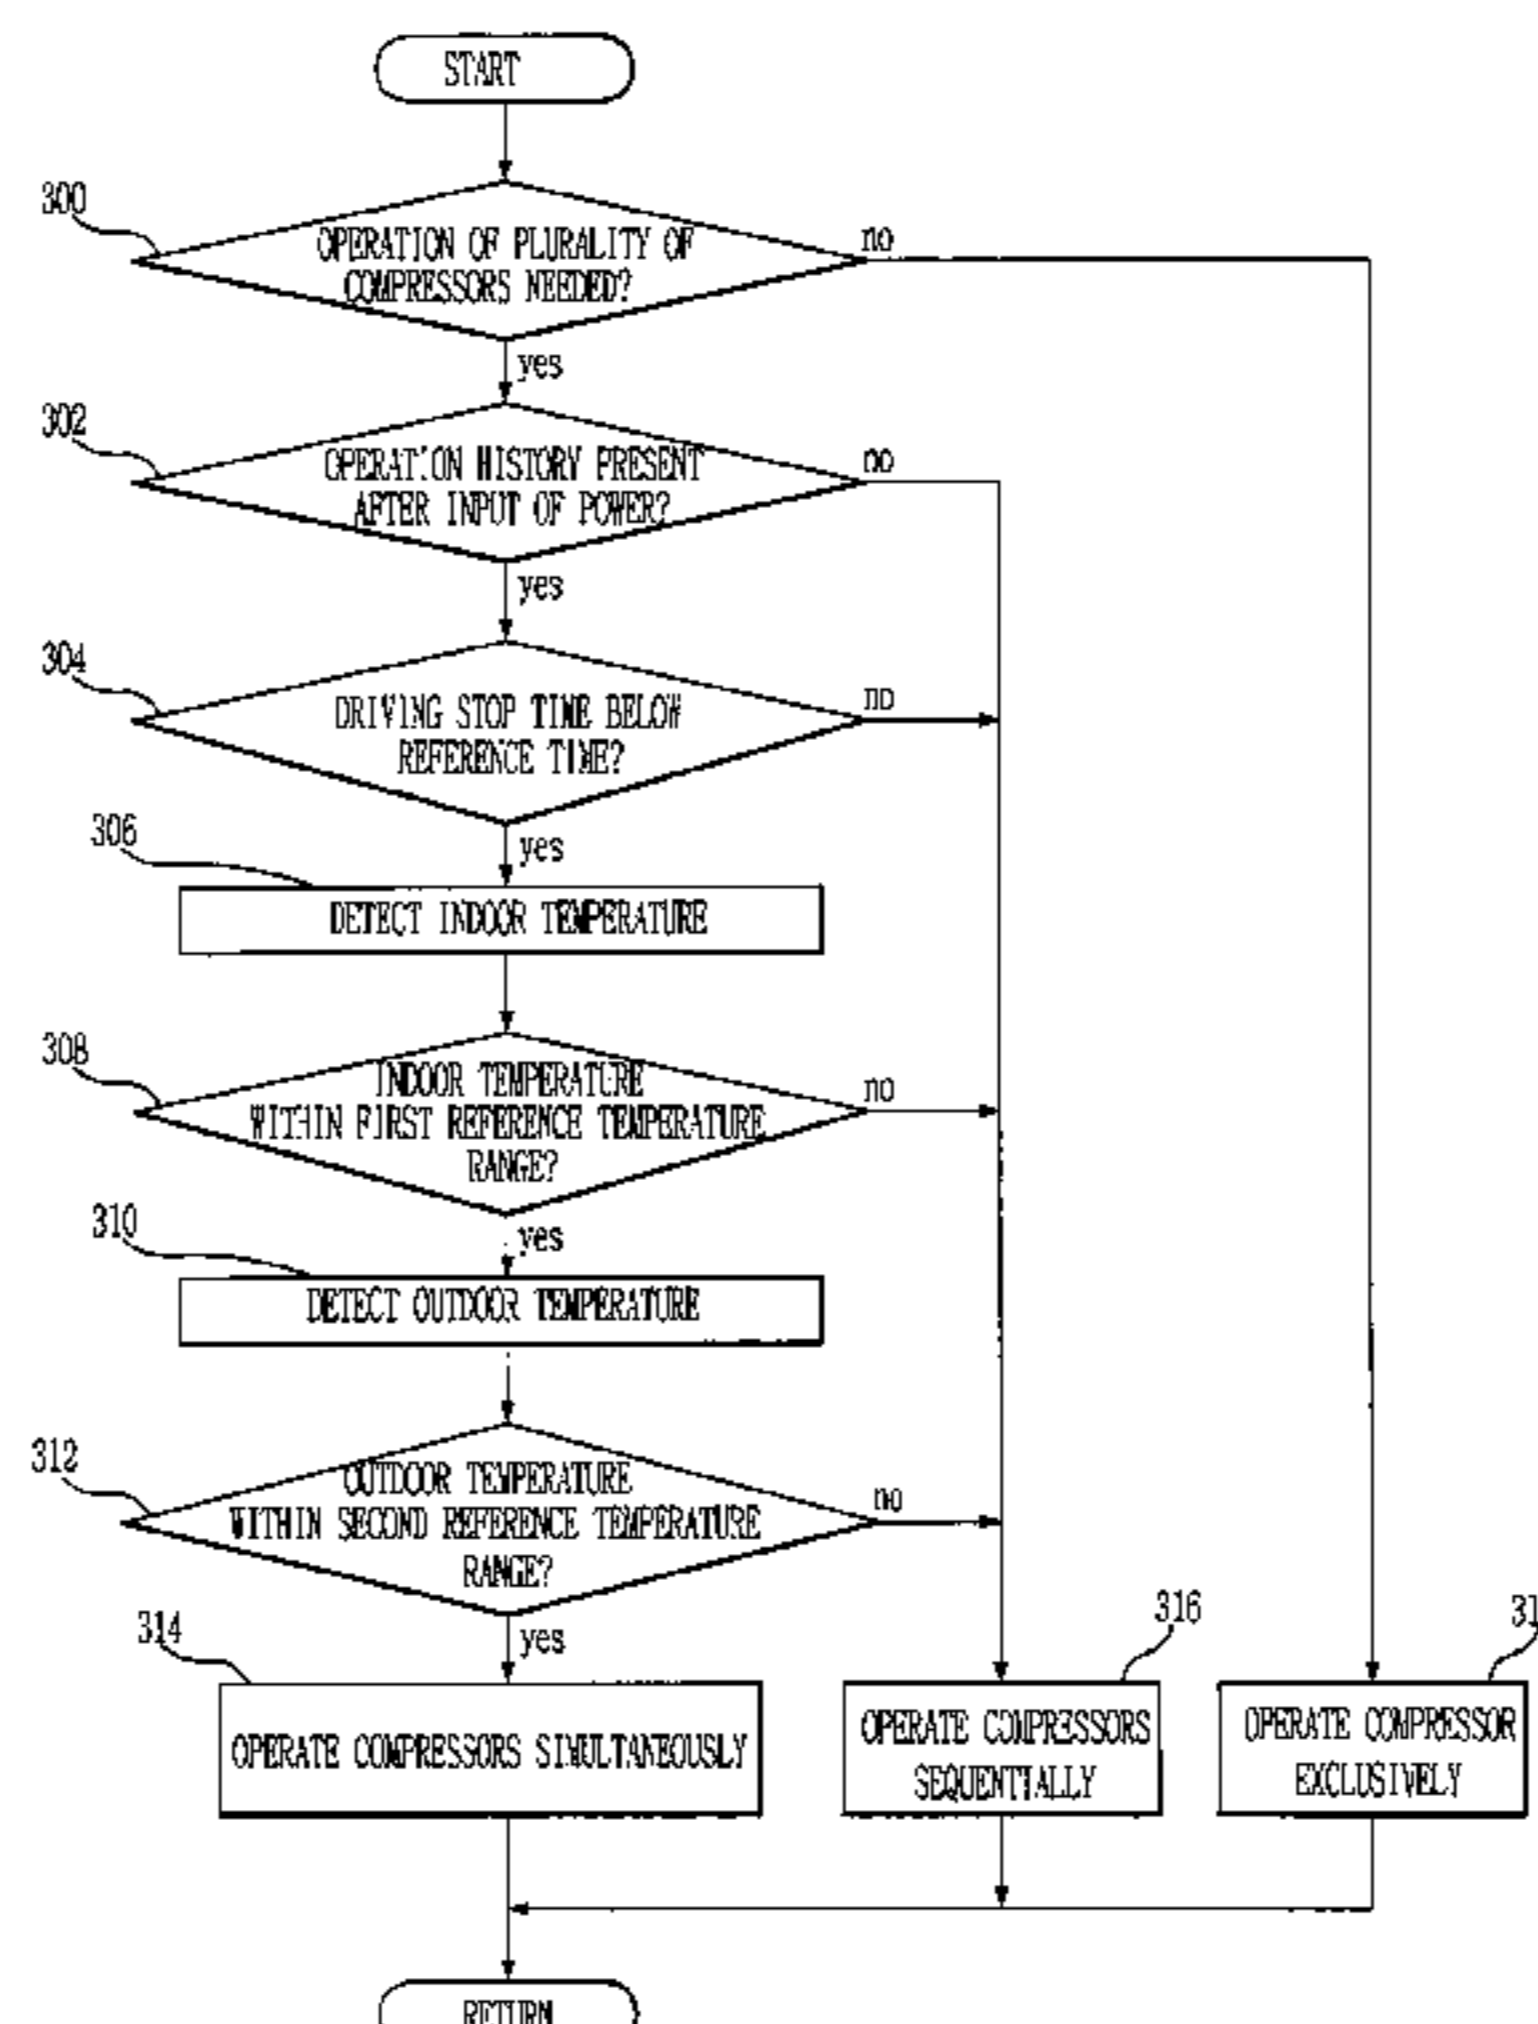 START
300
OPERATION OF PLURALITY OF
COMPRESSORS NEEDED?
no
yes
302
OPERATION HISTORY PRESENT
AFTER INPUT OF POWER?
no
yes
304
DRIVING STOP TIME BELOW
REFERENCE TIME?
no
yes
306
DETECT INDOOR TEMPERATURE
308
INDOOR TEMPERATURE
WITHIN FIRST REFERENCE TEMPERATURE
RANGE?
no
yes
310
DETECT OUTDOOR TEMPERATURE
312
OUTDOOR TEMPERATURE
WITHIN SECOND REFERENCE TEMPERATURE
RANGE?
no
yes
314
OPERATE COMPRESSORS SIMULTANEOUSLY
316
OPERATE COMPRESSORS
SEQUENTIALLY
31
OPERATE COMPRESSOR
EXCLUSIVELY
RETURN